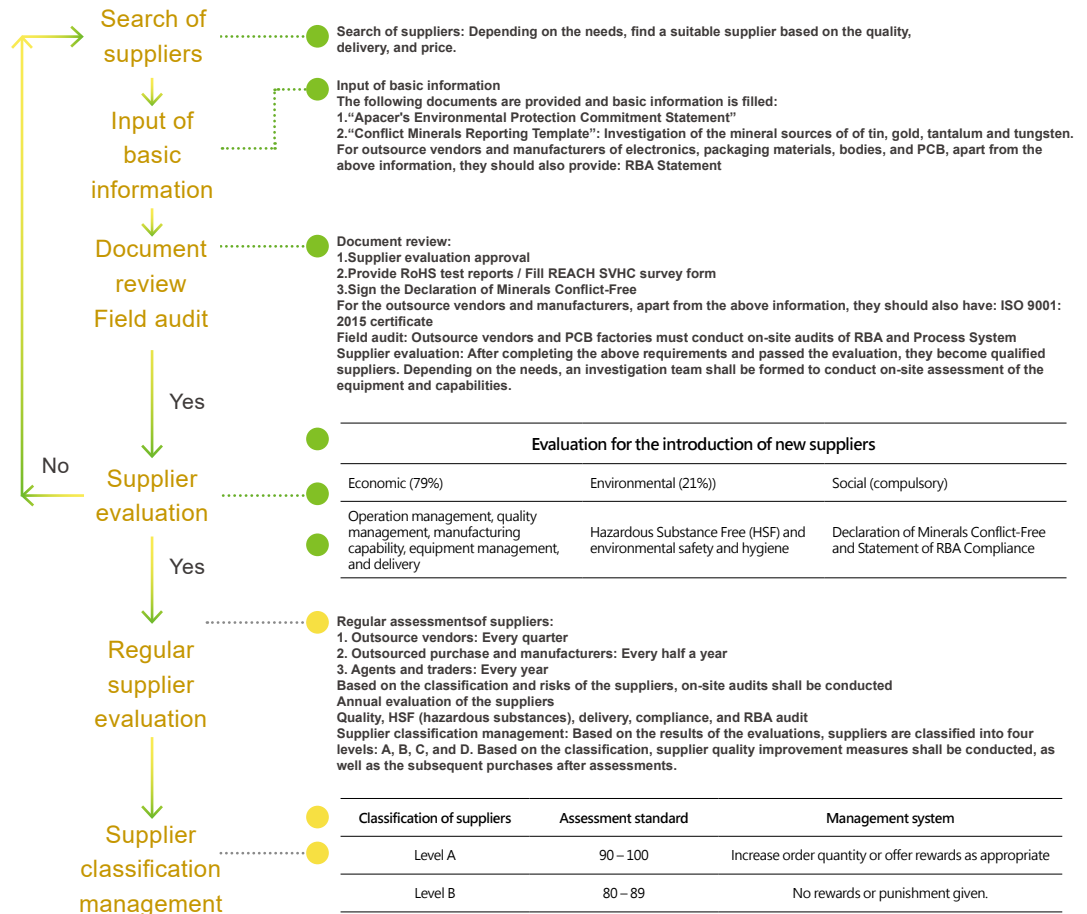 Search of
suppliers
Search of suppliers: Depending on the needs, find a suitable supplier based on the quality,
delivery, and price.
Input of
basic
information
Input of basic information
The following documents are provided and basic information is filled:
1.“Apacer's Environmental Protection Commitment Statement”
2.“Conflict Minerals Reporting Template”: Investigation of the mineral sources of of tin, gold, tantalum and tungsten.
For outsource vendors and manufacturers of electronics, packaging materials, bodies, and PCB, apart from the
above information, they should also provide: RBA Statement
Document
review
Field audit
Document review:
1.Supplier evaluation approval
2.Provide RoHS test reports / Fill REACH SVHC survey form
3.Sign the Declaration of Minerals Conflict-Free
For the outsource vendors and manufacturers, apart from the above information, they should also have: ISO 9001:
2015 certificate
Field audit: Outsource vendors and PCB factories must conduct on-site audits of RBA and Process System
Supplier evaluation: After completing the above requirements and passed the evaluation, they become qualified
suppliers. Depending on the needs, an investigation team shall be formed to conduct on-site assessment of the
equipment and capabilities.
Yes
No
Supplier
evaluation
Evaluation for the introduction of new suppliers
Economic (79%) Environmental (21%)) Social (compulsory)
Operation management, quality
management, manufacturing
capability, equipment management,
and delivery
Hazardous Substance Free (HSF) and
environmental safety and hygiene
Declaration of Minerals Conflict-Free
and Statement of RBA Compliance
Yes
Regular
supplier
evaluation
Regular assessmentsof suppliers:
1. Outsource vendors: Every quarter
2. Outsourced purchase and manufacturers: Every half a year
3. Agents and traders: Every year
Based on the classification and risks of the suppliers, on-site audits shall be conducted
Annual evaluation of the suppliers
Quality, HSF (hazardous substances), delivery, compliance, and RBA audit
Supplier classification management: Based on the results of the evaluations, suppliers are classified into four
levels: A, B, C, and D. Based on the classification, supplier quality improvement measures shall be conducted, as
well as the subsequent purchases after assessments.
Supplier
classification
management
Classification of suppliers Assessment standard Management system
Level A 90 – 100 Increase order quantity or offer rewards as appropriate
Level B 80 – 89 No rewards or punishment given.